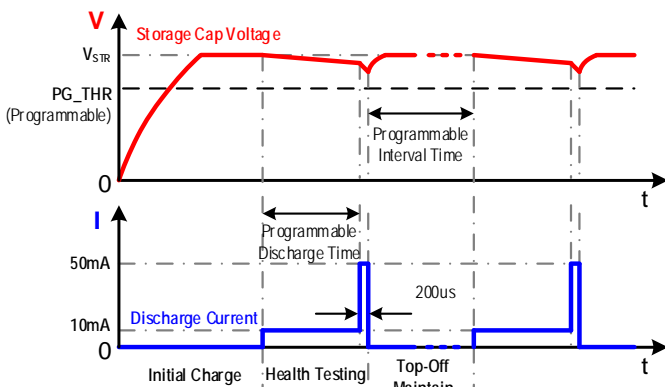 V
Storage Cap Voltage
VSTR
PG_THR
(Programmable)
Programmable
Interval Time
0
t
I
Programmable
Discharge Time
50mA
200us
Discharge Current
10mA
0
t
Initial Charge
Health Testing
Top-Off
Maintain